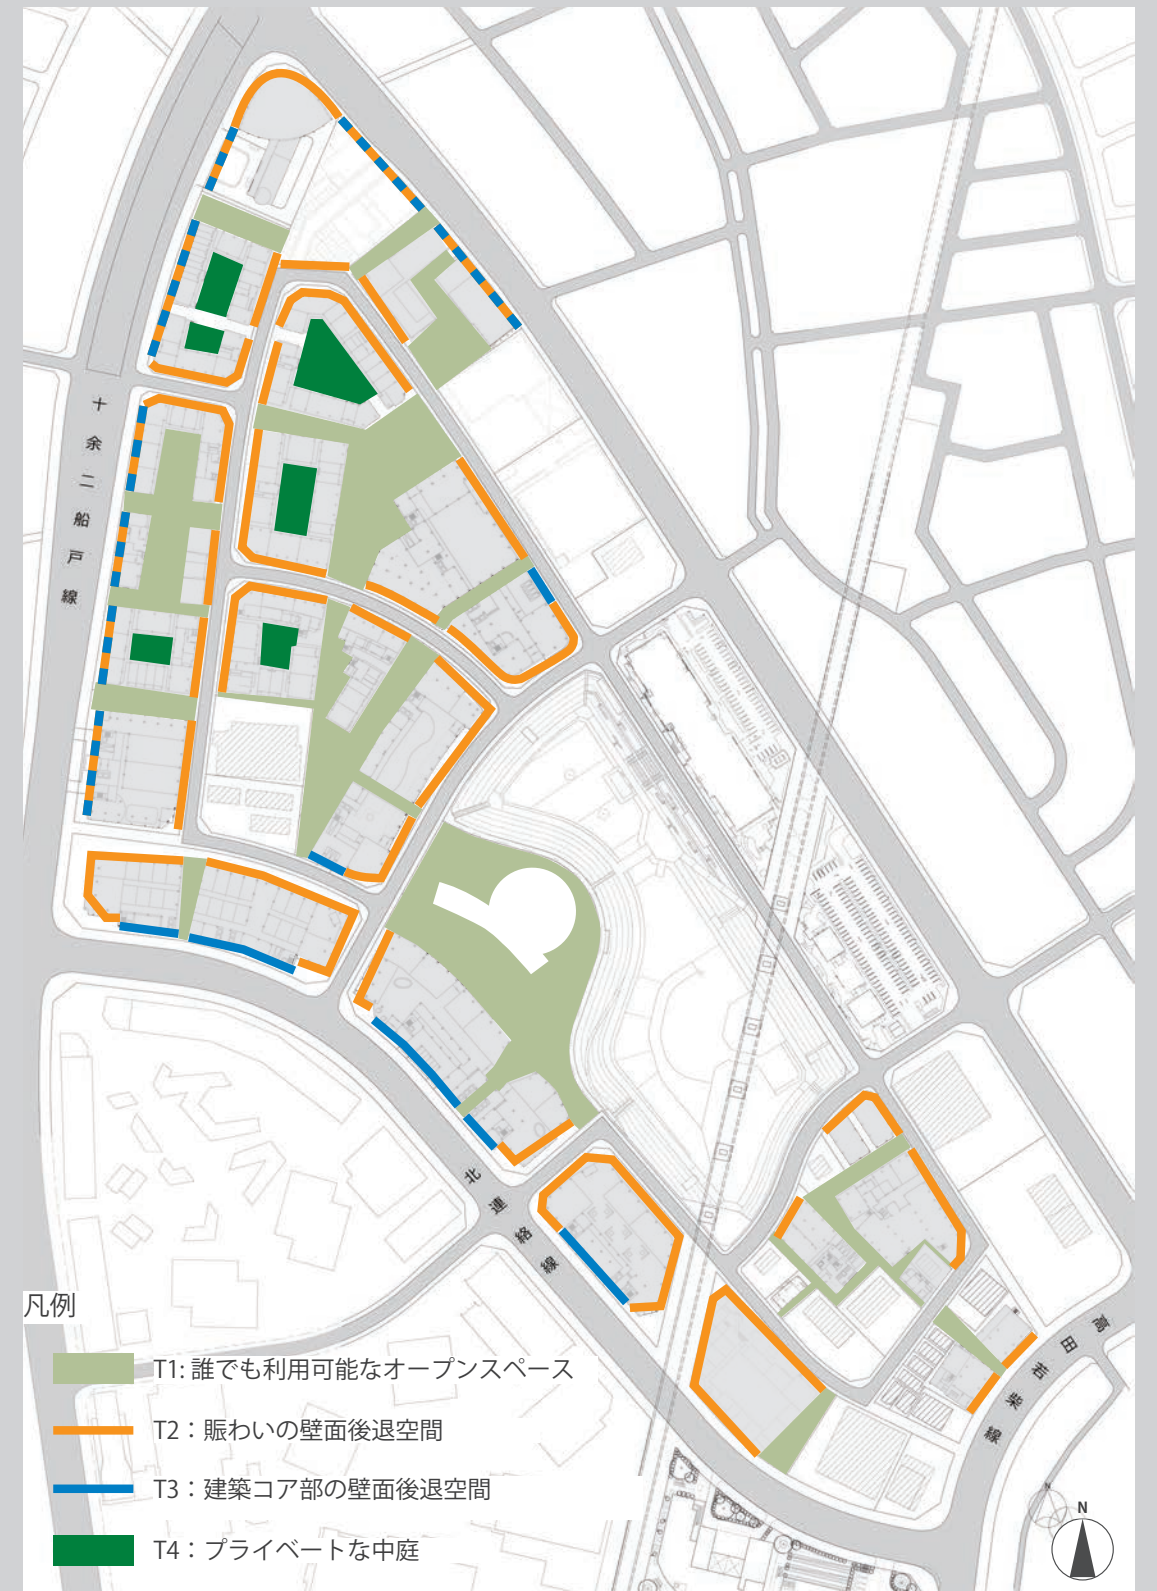 十余二船戸線
北連絡線
高田若柴線
凡例
T1: 誰でも利用可能なオープンスペース
T2：賑わいの壁面後退空間
T3：建築コア部の壁面後退空間
T4：プライベートな中庭
N
N